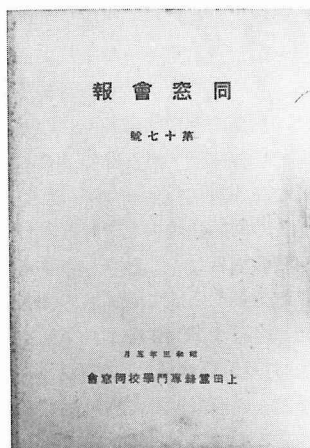 同窓會報
第十七號
昭和三年五月
上田蠶絲專門學校同窓會